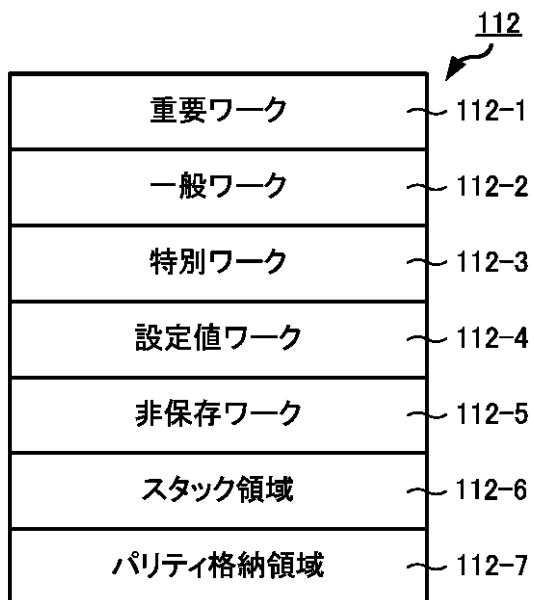 112
重要ワーク 112-1
一般ワーク 112-2
特別ワーク 112-3
設定値ワーク 112-4
非保存ワーク 112-5
スタック領域 112-6
パリティ格納領域 112-7